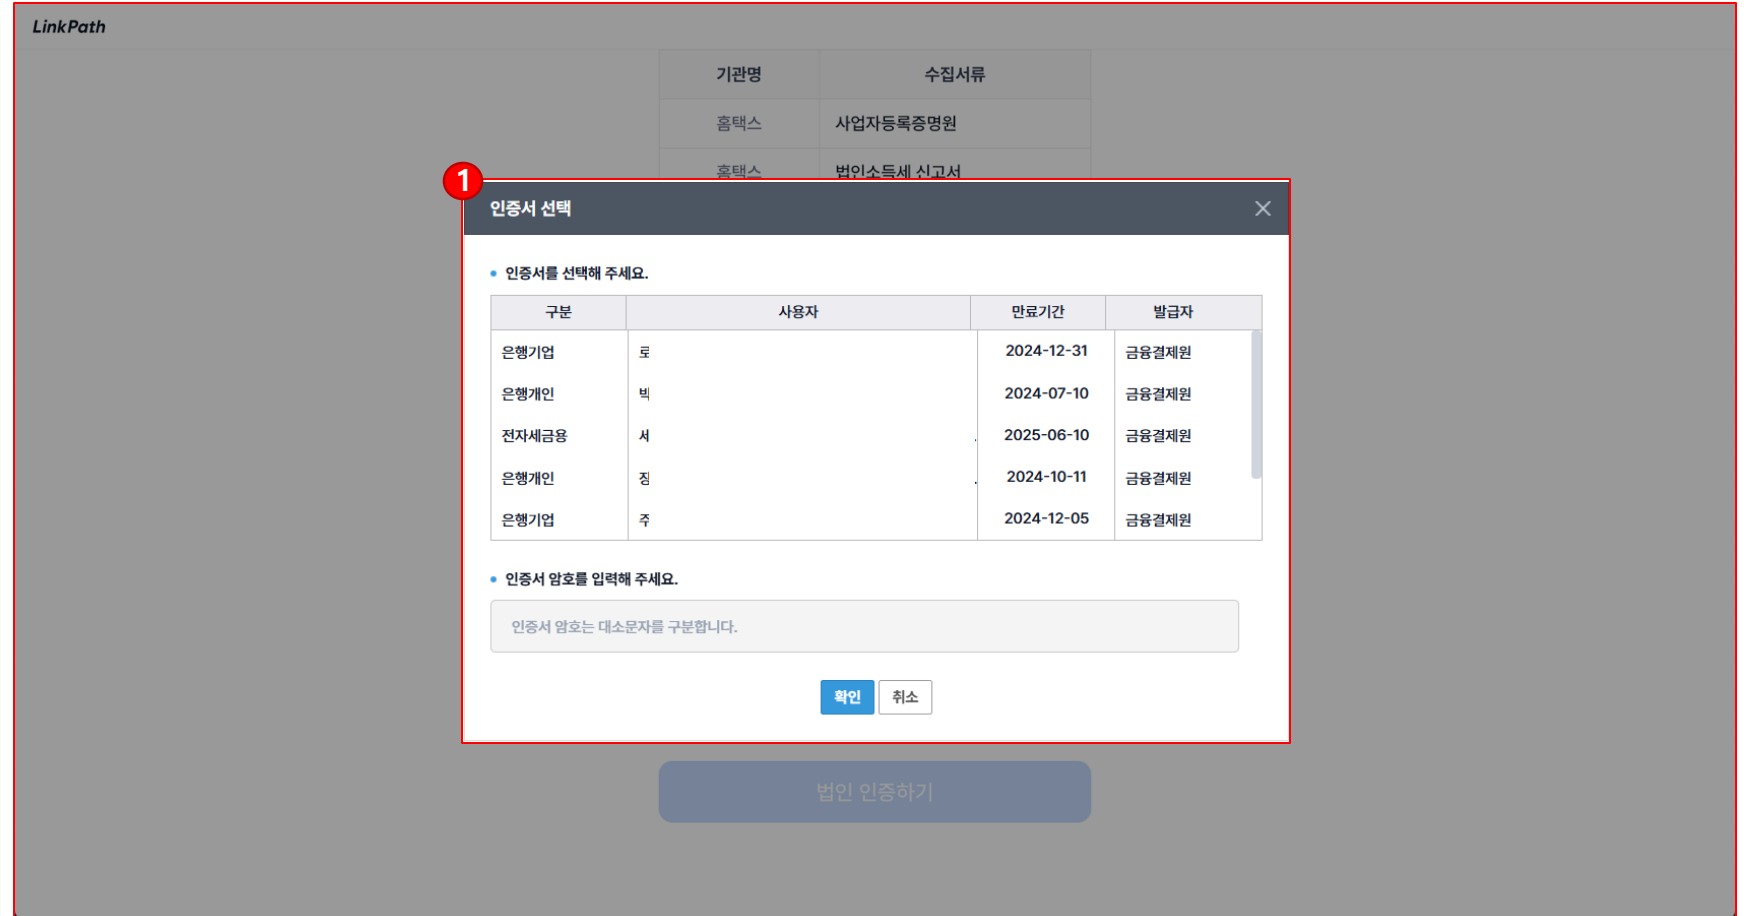 LinkPath
기관명 수집서류
홈택스 사업자등록증명원
홈택스 법인소득세 신고서
1
인증서 선택
인증서를 선택해 주세요.
구분 사용자 만료기간 발급자
은행기업 로 2024-12-31 금융결제원
은행개인 박 2024-07-10 금융결제원
전자세금용 세 2025-06-10 금융결제원
은행개인 장 2024-10-11 금융결제원
은행기업 주 2024-12-05 금융결제원
인증서 암호를 입력해 주세요.
인증서 암호는 대소문자를 구분합니다.
확인 취소
법인 인증하기